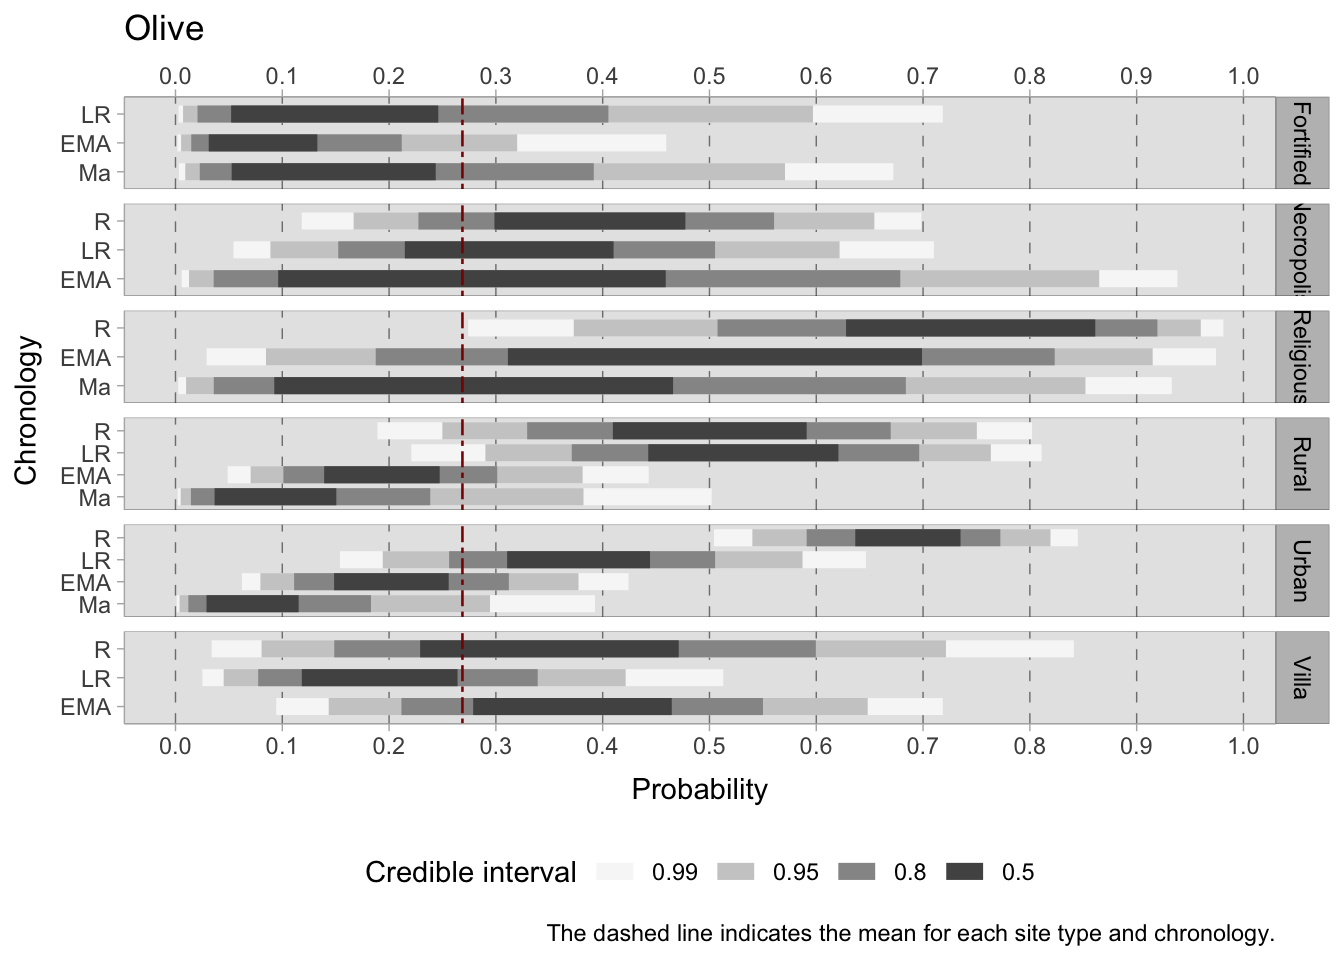 Olive
0.0 0.1 0.2 0.3 0.4 0.5 0.6 0.7 0.8 0.9 1.0
LR
EMA
Ma
Fortified
R
LR
EMA
Necropolis
R
EMA
Ma
Religious
R
LR
EMA
Ma
Rural
R
LR
EMA
Ma
Urban
R
LR
EMA
Villa
Chronology
0.0 0.1 0.2 0.3 0.4 0.5 0.6 0.7 0.8 0.9 1.0
Probability
Credible interval 0.99 0.95 0.8 0.5
The dashed line indicates the mean for each site type and chronology.